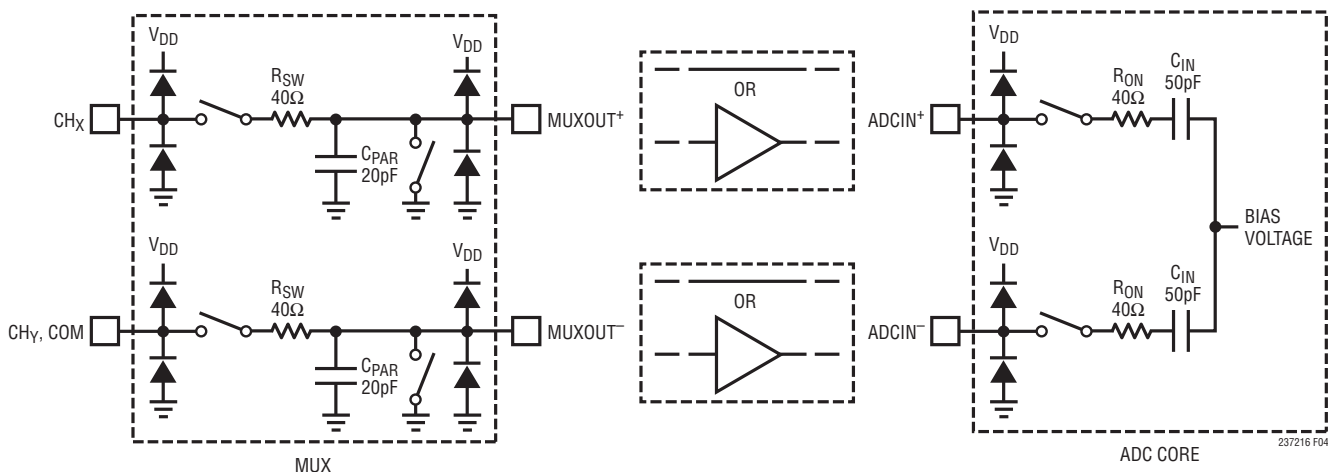 VDD
RSW
40Ω
VDD
CHX
CPAR
20pF
MUXOUT+
OR
ADCIN+
VDD
RON
40Ω
CIN
50pF
BIAS
VOLTAGE
VDD
RSW
40Ω
VDD
CHY, COM
CPAR
20pF
MUXOUT–
OR
ADCIN–
VDD
RON
40Ω
CIN
50pF
MUX
ADC CORE
237216 F04